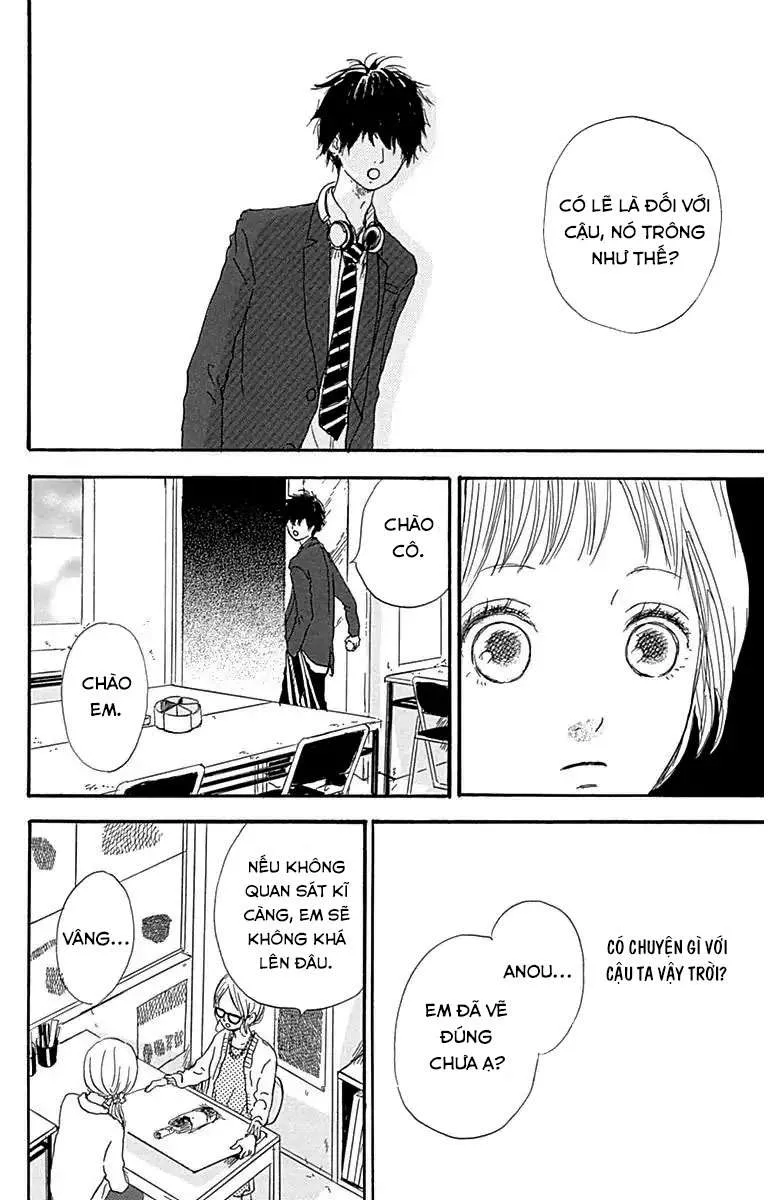 CÓ LẼ LÀ ĐỐI VỚI
CẬU, NÓ TRÔNG
NHƯ THẾ?
CHÀO
CÔ.
CHÀO
EM.
CÓ CHUYỆN GÌ VỚI
CẬU TA VẬY TRỜI?
ANOU...
EM ĐÃ VẼ
ĐÚNG
CHƯA Ạ?
NẾU KHÔNG
QUAN SÁT KĨ
CÀNG, EM SẼ
KHÔNG KHÁ
LÊN ĐÂU.
VÂNG...